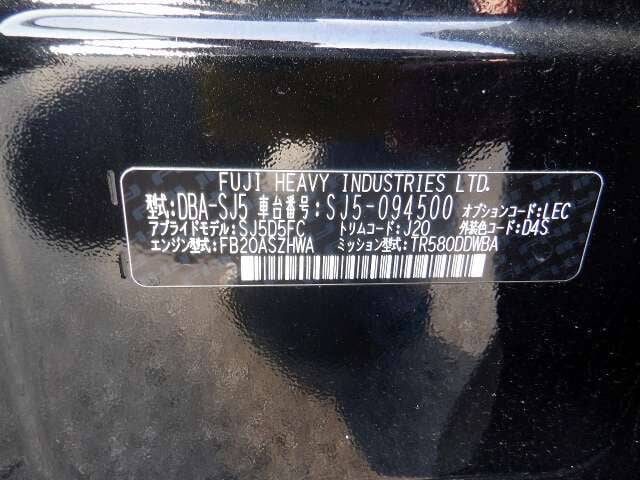 FUJI HEAVY INDUSTRIES LTD.
型式:DBA-SJ5 車台番号:SJ5-094500 オプションコード:LEC
アプライドモデル:SJ5D5FC トリムコード:J20 外装色コード:D4S
エンジン型式:FB20ASZHWA ミッション型式:TR580DDWBA